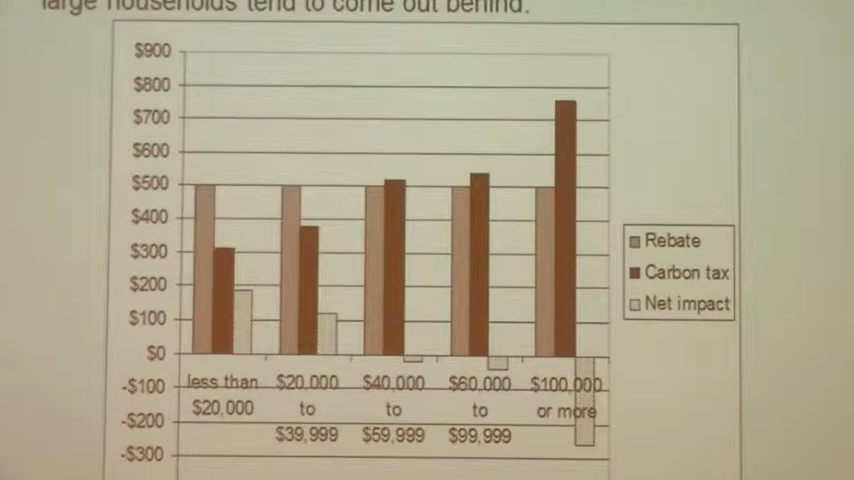 large households tend to come out behind.
$900
$800
$700
$600
$500
$400
$300
$200
$100
$0
-$100
-$200
-$300
less than $20,000 $40,000 $60,000 $100,000
$20,000 to to to or more
$39,999 $59,999 $99,999
Rebate
Carbon tax
Net impact